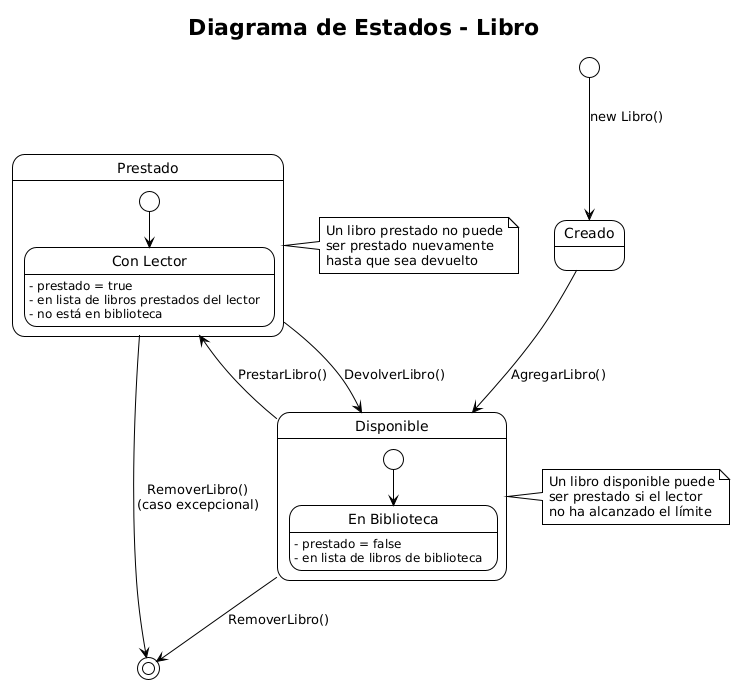 Diagrama de Estados - Libro
new Libro()
Prestado
Con Lector
- prestado = true
- en lista de libros prestados del lector
- no está en biblioteca
Un libro prestado no puede
ser prestado nuevamente
hasta que sea devuelto
Creado
PrestarLibro()
DevolverLibro()
AgregarLibro()
Disponible
En Biblioteca
- prestado = false
- en lista de libros de biblioteca
Un libro disponible puede
ser prestado si el lector
no ha alcanzado el límite
RemoverLibro()
(caso excepcional)
RemoverLibro()